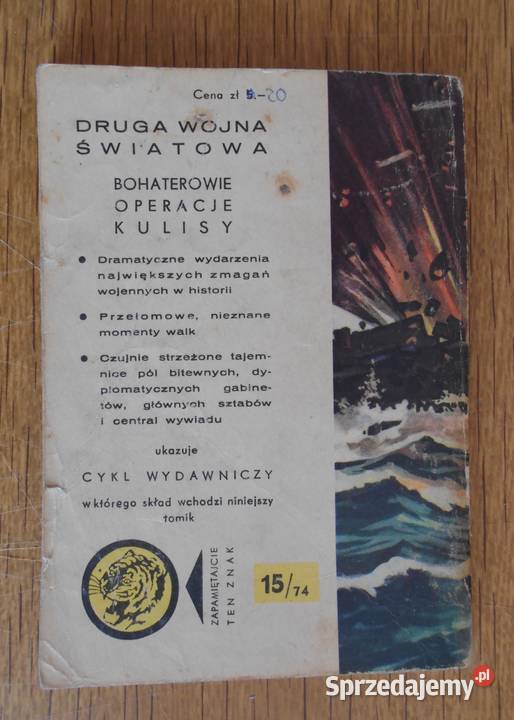 Cena zł 5.–20
DRUGA WOJNA
ŚWIATOWA
BOHATEROWIE
OPERACJE
KULISY
● Dramatyczne wydarzenia
największych zmagań
wojennych w historii
● Przełomowe, nieznane
momenty walk
● Czujnie strzeżone tajem-
nice pól bitewnych, dy-
plomatycznych gabine-
tów, głównych sztabów
i central wywiadu
ukazuje
CYKL WYDAWNICZY
w którego skład wchodzi niniejszy
tomik
ZAPAMIĘTAJCIE
TEN ZNAK
15/74
Sprzedajemy.pl